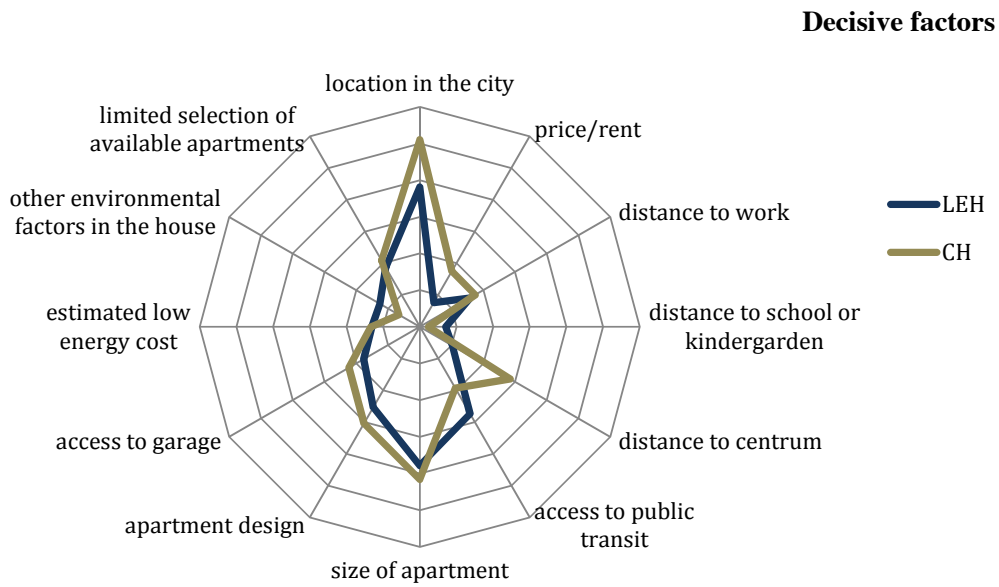 Decisive factors
location in the city
price/rent
distance to work
distance to school or
kindergarden
distance to centrum
access to public
transit
size of apartment
apartment design
access to garage
estimated low
energy cost
other environmental
factors in the house
limited selection of
available apartments
LEH
CH